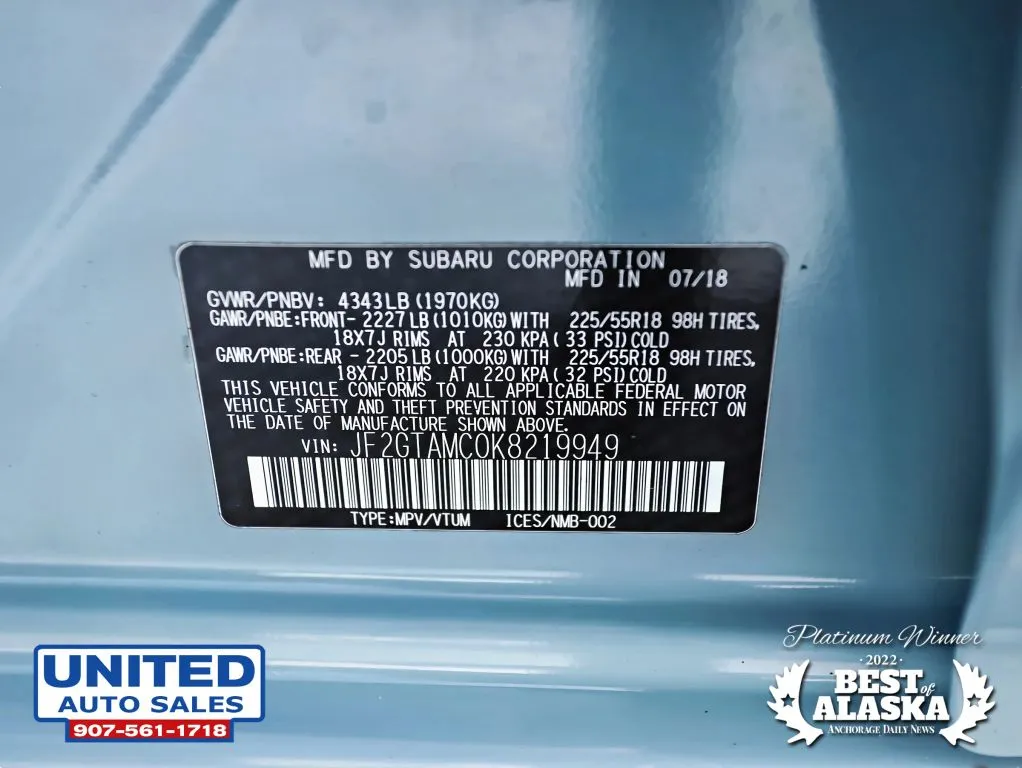 MFD BY SUBARU CORPORATION
MFD IN 07/18
GVWR/PNBV: 4343LB (1970KG)
GAWR/PNBE:FRONT- 2227LB (1010KG) WITH 225/55R18 98H TIRES,
18X7J RIMS AT 230 KPA ( 33 PSI) COLD
GAWR/PNBE:REAR - 2205LB (1000KG) WITH 225/55R18 98H TIRES,
18X7J RIMS AT 220 KPA ( 32 PSI) COLD
THIS VEHICLE CONFORMS TO ALL APPLICABLE FEDERAL MOTOR
VEHICLE SAFETY AND THEFT PREVENTION STANDARDS IN EFFECT ON
THE DATE OF MANUFACTURE SHOWN ABOVE.
VIN: JF2GTAMC0K8219949
TYPE:MPV/VTUM ICES/NMB-002
UNITED
AUTO SALES
907-561-1718
Platinum Winner
·2022·
BEST of
ALASKA
ANCHORAGE DAILY NEWS